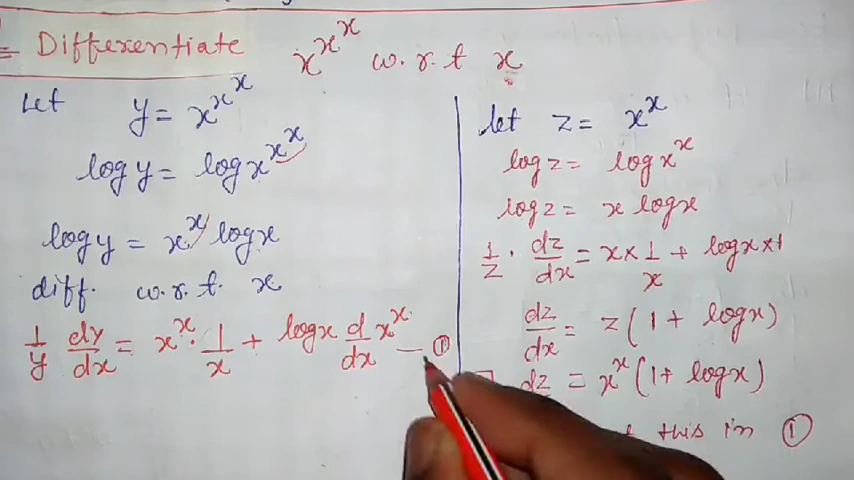 Differentiate x^x^x w.r.t x
Let y = x^x^x
log y = log x^x^x
log y = x^x log x
diff. w.r.t. x
1/y dy/dx = x^x · 1/x + log x d/dx x^x — ①
let z = x^x
log z = log x^x
log z = x log x
1/z · dz/dx = x × 1/x + log x × 1
dz/dx = z (1 + log x)
dz = x^x (1 + log x)
this in ①